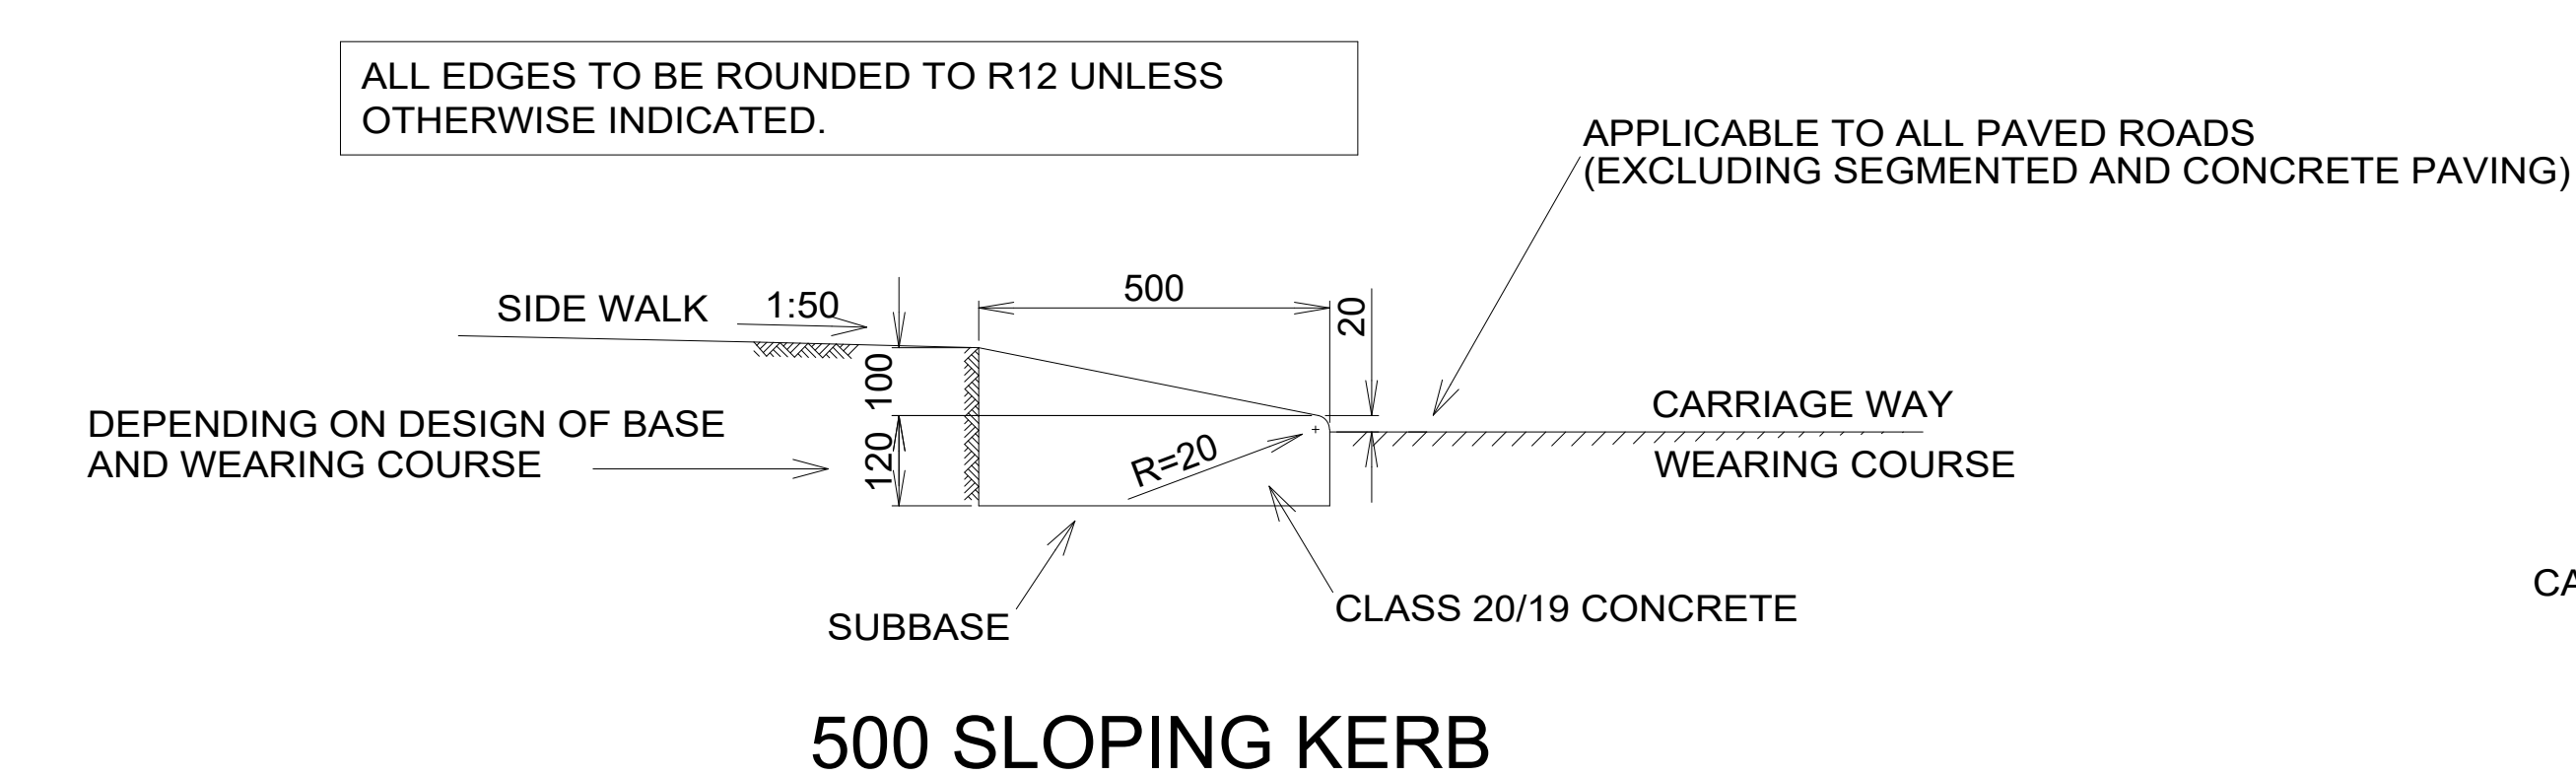 ALL EDGES TO BE ROUNDED TO R12 UNLESS
OTHERWISE INDICATED.
APPLICABLE TO ALL PAVED ROADS
(EXCLUDING SEGMENTED AND CONCRETE PAVING)
SIDE WALK
1:50
500
20
100
120
DEPENDING ON DESIGN OF BASE
AND WEARING COURSE
R=20
CARRIAGE WAY
WEARING COURSE
SUBBASE
CLASS 20/19 CONCRETE
CA
500 SLOPING KERB